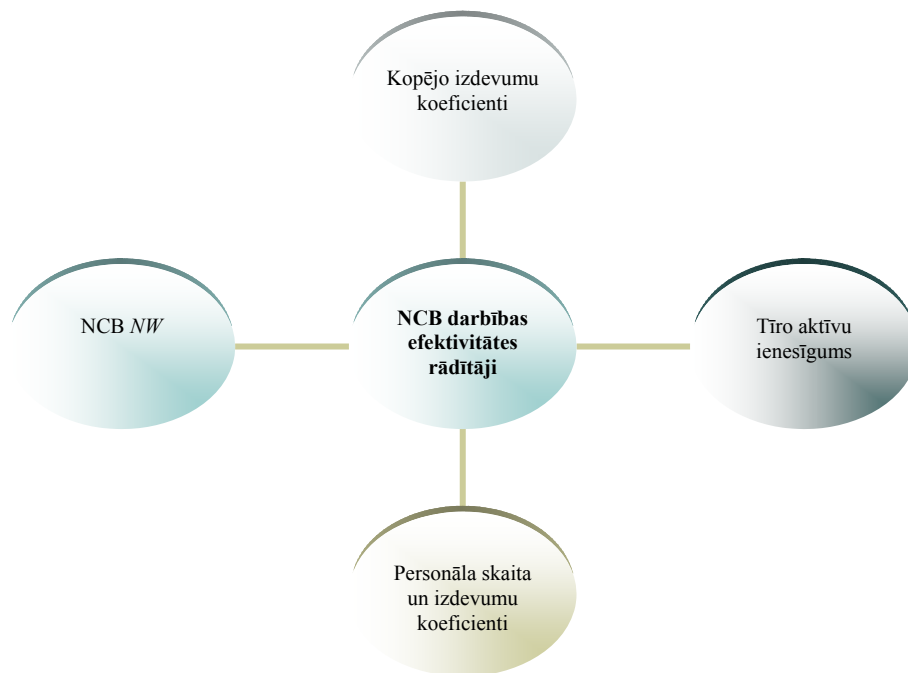 Kopējo izdevumu
koeficienti
NCB NW
NCB darbības
efektivitātes
rādītāji
Tīro aktīvu
ienesīgums
Personāla skaita
un izdevumu
koeficienti